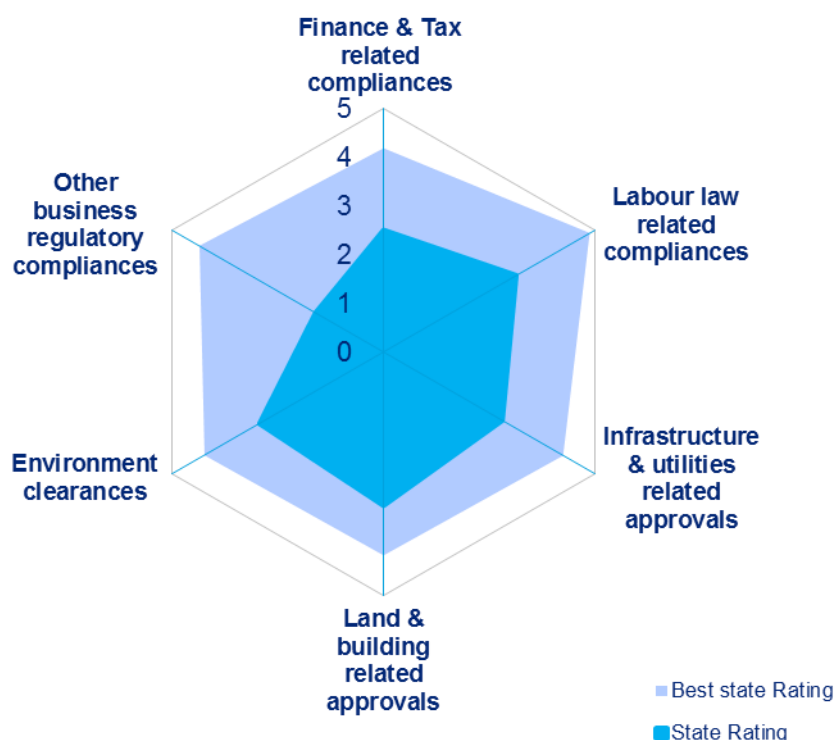 Finance & Tax
related
compliances
5
4
3
2
1
0
Other
business
regulatory
compliances
Labour law
related
compliances
Environment
clearances
Infrastructure
& utilities
related
approvals
Land &
building
related
approvals
Best state Rating
State Rating